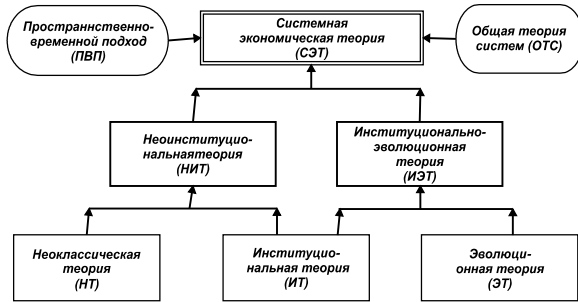 Пространнственно-
временной подход
(ПВП)
Системная
экономическая теория
(СЭТ)
Общая теория
систем (ОТС)
Неоинституцио-
нальнаятеория
(НИТ)
Институционально-
эволюционная
теория
(ИЭТ)
Неоклассическая
теория
(НТ)
Институцио-
нальная теория
(ИТ)
Эволюци-
онная теория
(ЭТ)